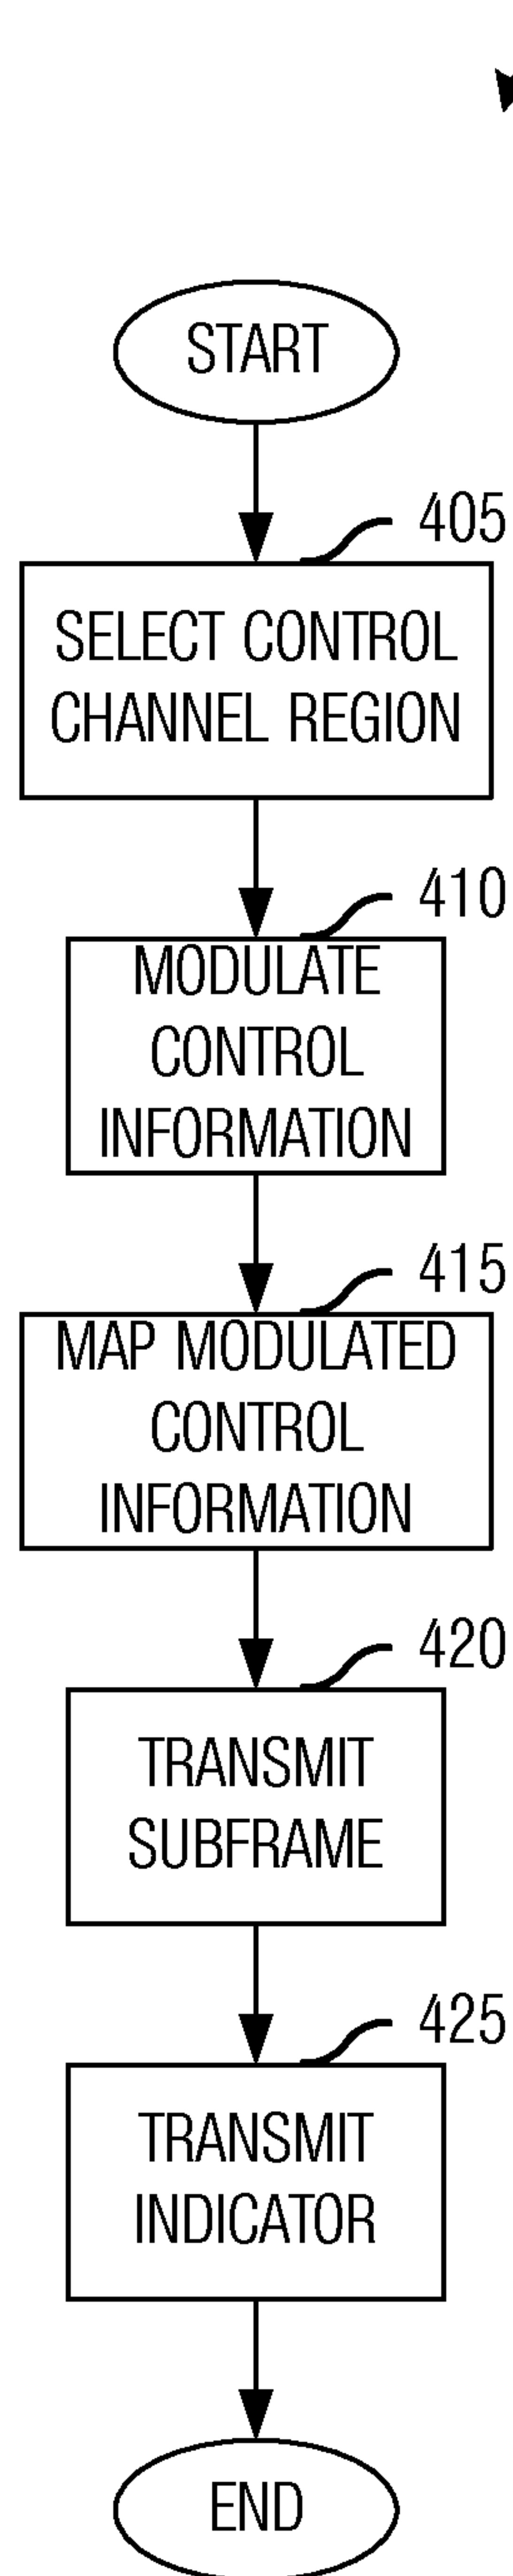 START
405
SELECT CONTROL
CHANNEL REGION
410
MODULATE
CONTROL
INFORMATION
415
MAP MODULATED
CONTROL
INFORMATION
420
TRANSMIT
SUBFRAME
425
TRANSMIT
INDICATOR
END